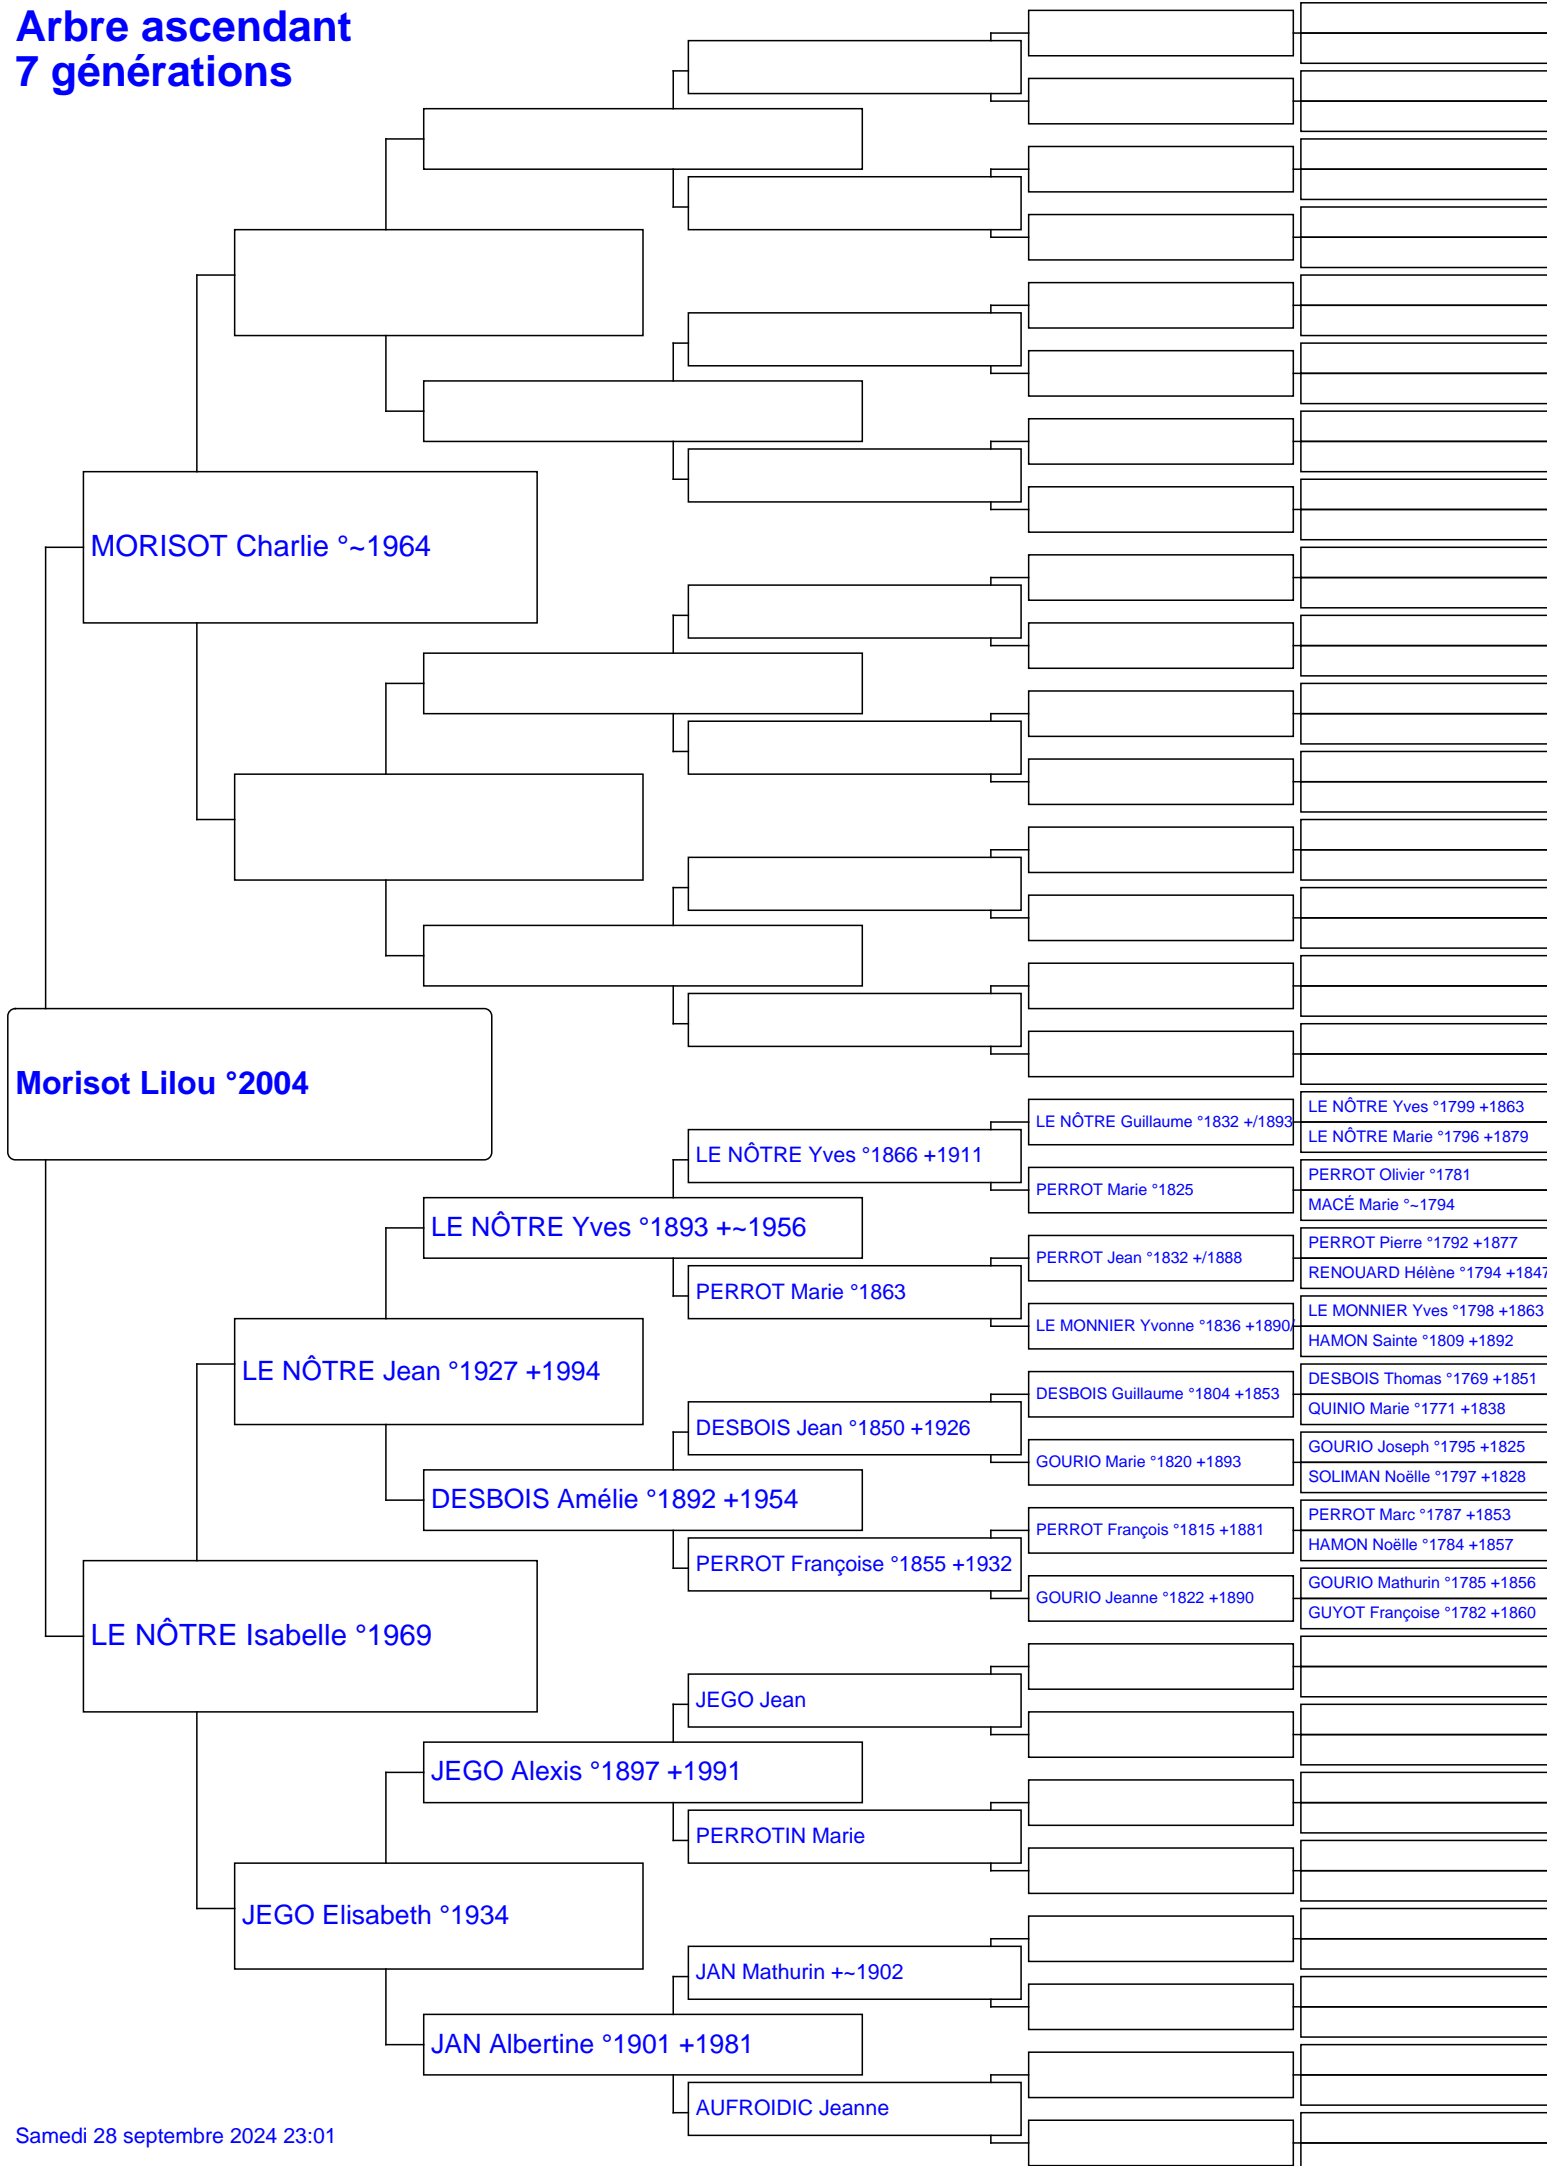 Arbre ascendant
7 générations
MORISOT Charlie °~1964
Morisot Lilou °2004
LE NÔTRE Guillaume °1832 +/1893
LE NÔTRE Yves °1799 +1863
LE NÔTRE Marie °1796 +1879
LE NÔTRE Yves °1866 +1911
PERROT Marie °1825
PERROT Olivier °1781
MACÉ Marie °~1794
LE NÔTRE Yves °1893 +~1956
PERROT Jean °1832 +/1888
PERROT Pierre °1792 +1877
RENOUARD Hélène °1794 +1847
PERROT Marie °1863
LE MONNIER Yvonne °1836 +1890/
LE MONNIER Yves °1798 +1863
HAMON Sainte °1809 +1892
LE NÔTRE Jean °1927 +1994
DESBOIS Guillaume °1804 +1853
DESBOIS Thomas °1769 +1851
QUINIO Marie °1771 +1838
DESBOIS Jean °1850 +1926
GOURIO Marie °1820 +1893
GOURIO Joseph °1795 +1825
SOLIMAN Noëlle °1797 +1828
DESBOIS Amélie °1892 +1954
PERROT François °1815 +1881
PERROT Marc °1787 +1853
HAMON Noëlle °1784 +1857
PERROT Françoise °1855 +1932
GOURIO Jeanne °1822 +1890
GOURIO Mathurin °1785 +1856
GUYOT Françoise °1782 +1860
LE NÔTRE Isabelle °1969
JEGO Jean
JEGO Alexis °1897 +1991
PERROTIN Marie
JEGO Elisabeth °1934
JAN Mathurin +~1902
JAN Albertine °1901 +1981
AUFROIDIC Jeanne
Samedi 28 septembre 2024 23:01